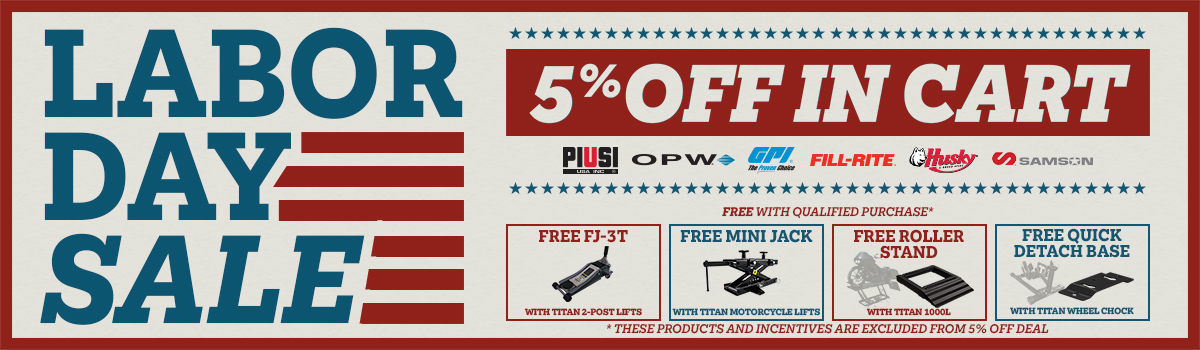 LABOR
DAY
SALE
5% OFF IN CART
PIUSI
USA INC ®
OPW
GPI
The Proven Choice
FILL-RITE
Husky
SAMSON
FREE WITH QUALIFIED PURCHASE*
FREE FJ-3T
WITH TITAN 2-POST LIFTS
FREE MINI JACK
WITH TITAN MOTORCYCLE LIFTS
FREE ROLLER
STAND
WITH TITAN 1000L
FREE QUICK
DETACH BASE
WITH TITAN WHEEL CHOCK
* THESE PRODUCTS AND INCENTIVES ARE EXCLUDED FROM 5% OFF DEAL